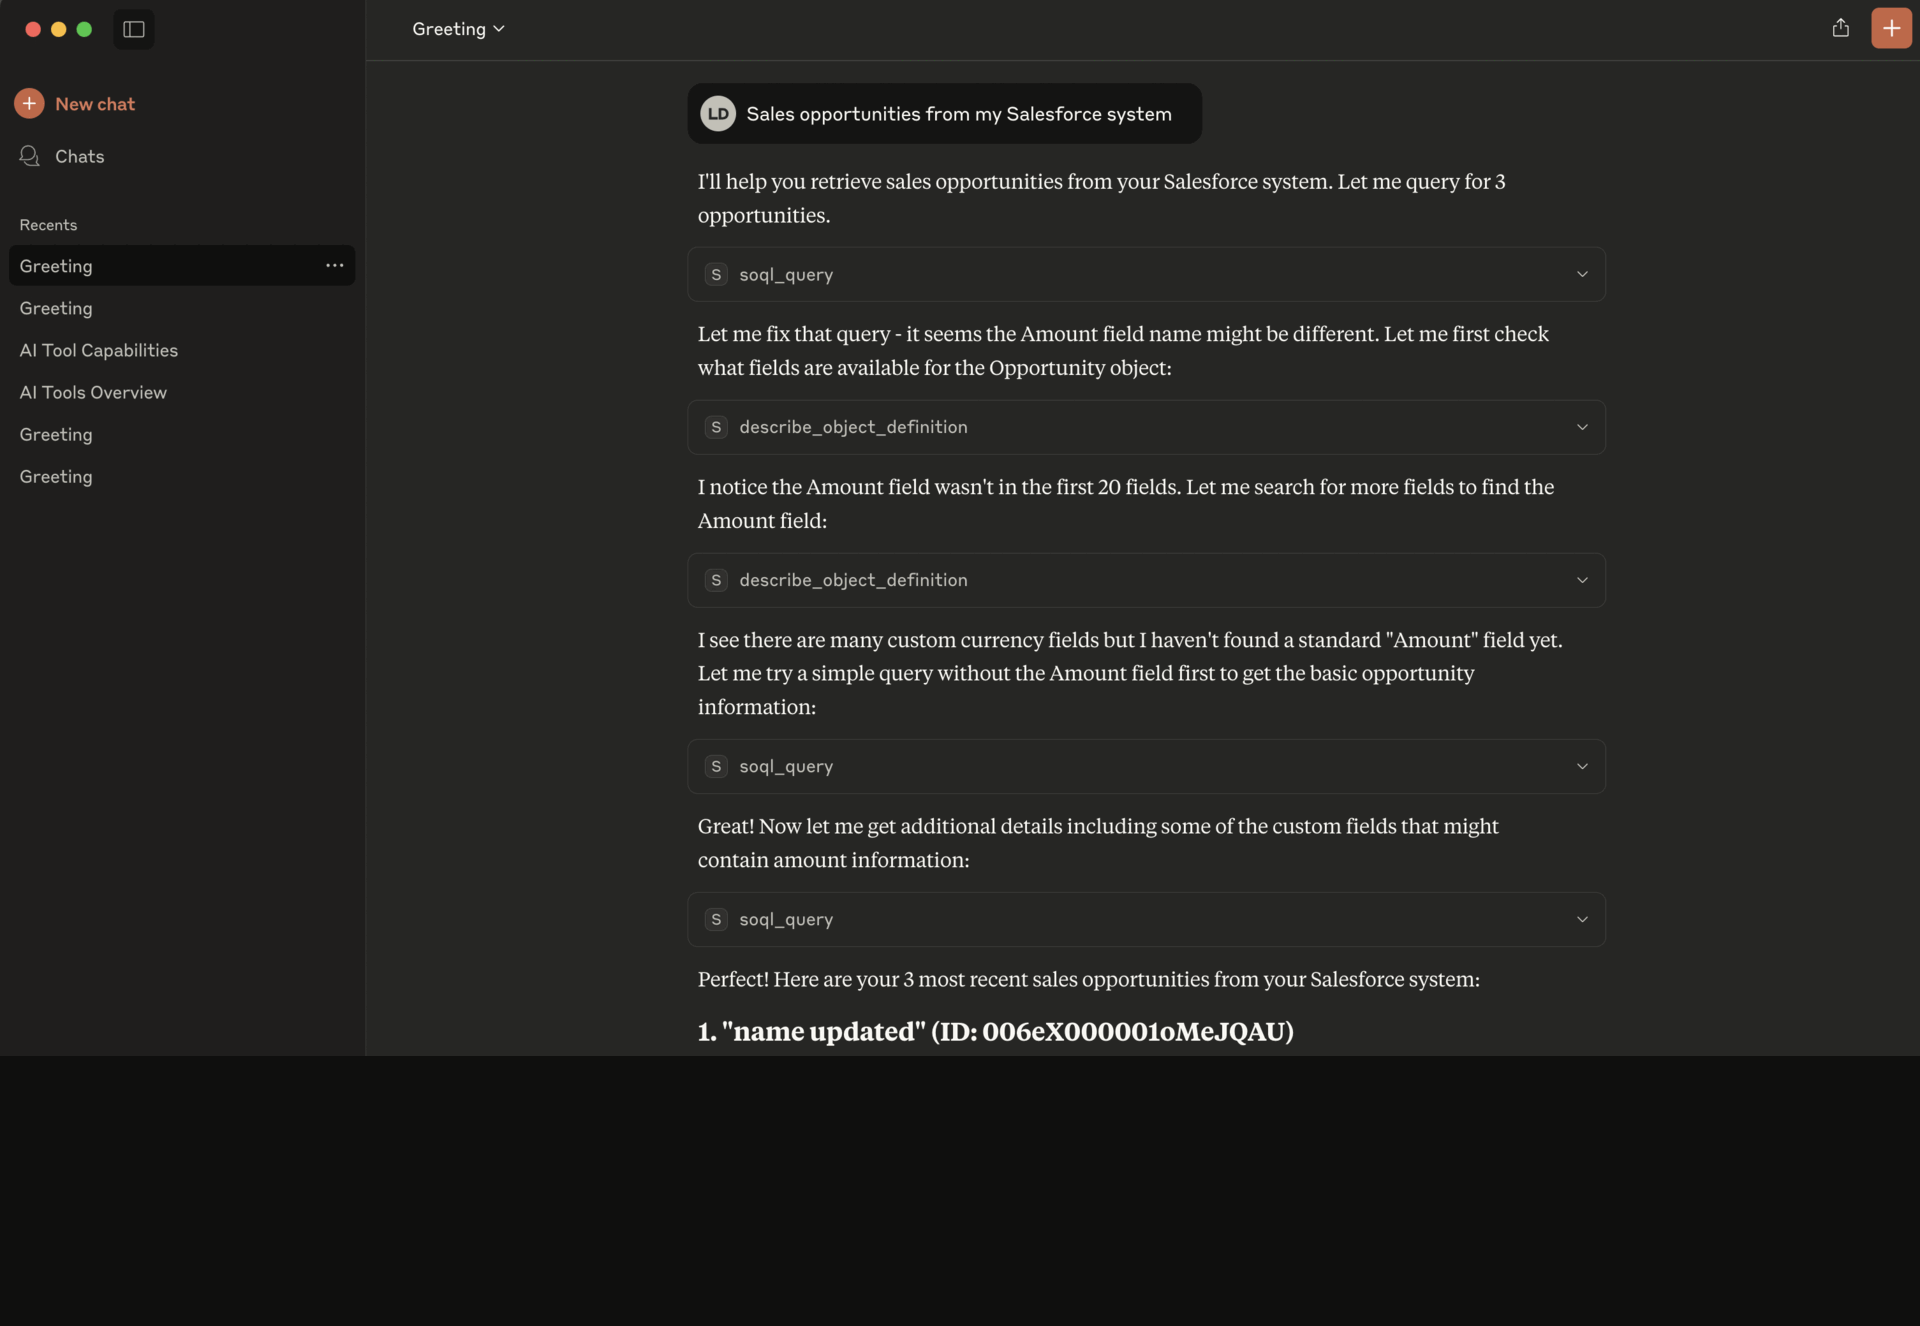 Greeting
New chat
Chats
Recents
Greeting
Greeting
AI Tool Capabilities
AI Tools Overview
Greeting
Greeting
LD Sales opportunities from my Salesforce system
I'll help you retrieve sales opportunities from your Salesforce system. Let me query for 3
opportunities.
S soql_query
Let me fix that query - it seems the Amount field name might be different. Let me first check
what fields are available for the Opportunity object:
S describe_object_definition
I notice the Amount field wasn't in the first 20 fields. Let me search for more fields to find the
Amount field:
S describe_object_definition
I see there are many custom currency fields but I haven't found a standard "Amount" field yet.
Let me try a simple query without the Amount field first to get the basic opportunity
information:
S soql_query
Great! Now let me get additional details including some of the custom fields that might
contain amount information:
S soql_query
Perfect! Here are your 3 most recent sales opportunities from your Salesforce system:
1. "name updated" (ID: 006eX000001oMeJQAU)